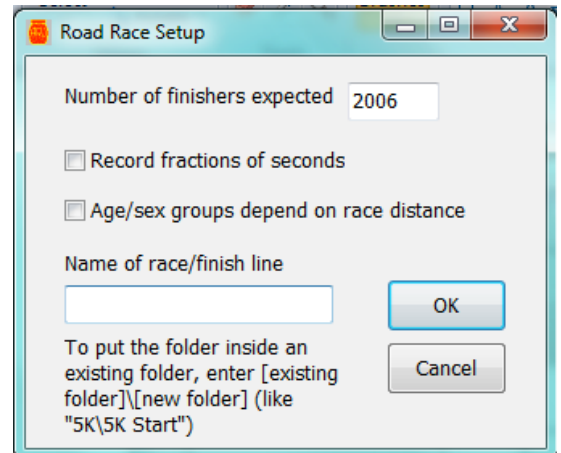 Road Race Setup
Number of finishers expected 2006
Record fractions of seconds
Age/sex groups depend on race distance
Name of race/finish line
OK
To put the folder inside an
existing folder, enter [existing
folder]\[new folder] (like
"5K\5K Start")
Cancel